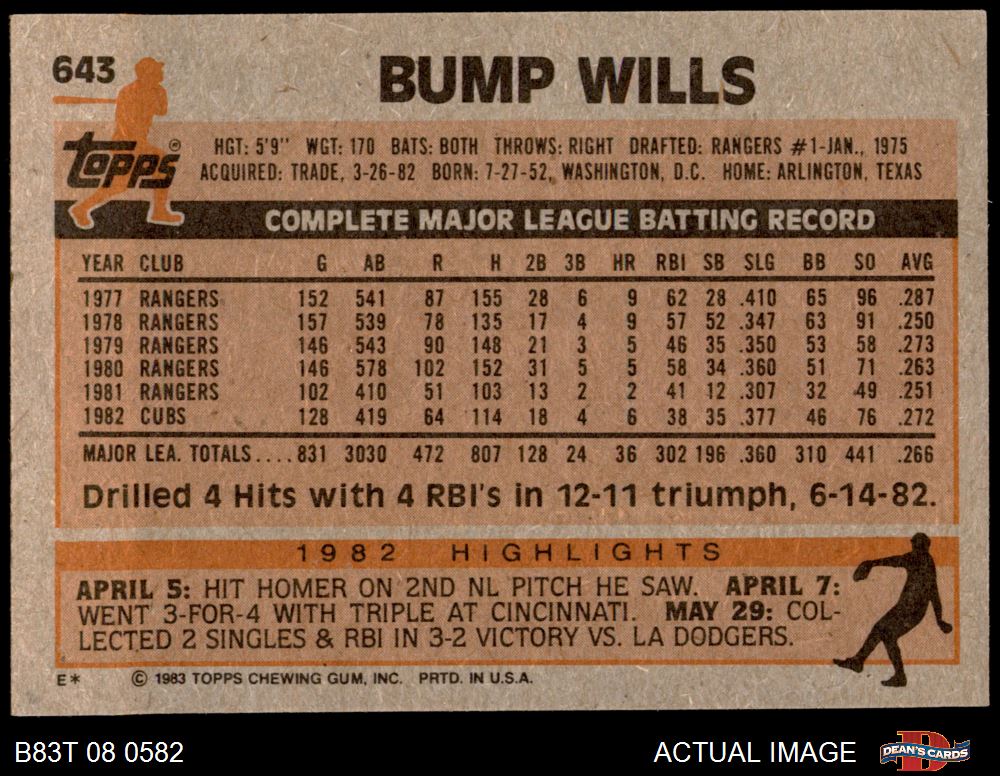 643
BUMP WILLS
topps®
HGT: 5'9" WGT: 170 BATS: BOTH THROWS: RIGHT DRAFTED: RANGERS #1-JAN., 1975
ACQUIRED: TRADE, 3-26-82 BORN: 7-27-52, WASHINGTON, D.C. HOME: ARLINGTON, TEXAS
COMPLETE MAJOR LEAGUE BATTING RECORD
YEAR CLUB G AB R H 2B 3B HR RBI SB SLG BB SO AVG
1977 RANGERS 152 541 87 155 28 6 9 62 28 .410 65 96 .287
1978 RANGERS 157 539 78 135 17 4 9 57 52 .347 63 91 .250
1979 RANGERS 146 543 90 148 21 3 5 46 35 .350 53 58 .273
1980 RANGERS 146 578 102 152 31 5 5 58 34 .360 51 71 .263
1981 RANGERS 102 410 51 103 13 2 2 41 12 .307 32 49 .251
1982 CUBS 128 419 64 114 18 4 6 38 35 .377 46 76 .272
MAJOR LEA. TOTALS....831 3030 472 807 128 24 36 302 196 .360 310 441 .266
Drilled 4 Hits with 4 RBI's in 12-11 triumph, 6-14-82.
1982 HIGHLIGHTS
APRIL 5: HIT HOMER ON 2ND NL PITCH HE SAW. APRIL 7:
WENT 3-FOR-4 WITH TRIPLE AT CINCINNATI. MAY 29: COL-
LECTED 2 SINGLES & RBI IN 3-2 VICTORY VS. LA DODGERS.
E* © 1983 TOPPS CHEWING GUM, INC. PRTD. IN U.S.A.
B83T 08 0582 ACTUAL IMAGE D DEAN'S CARDS